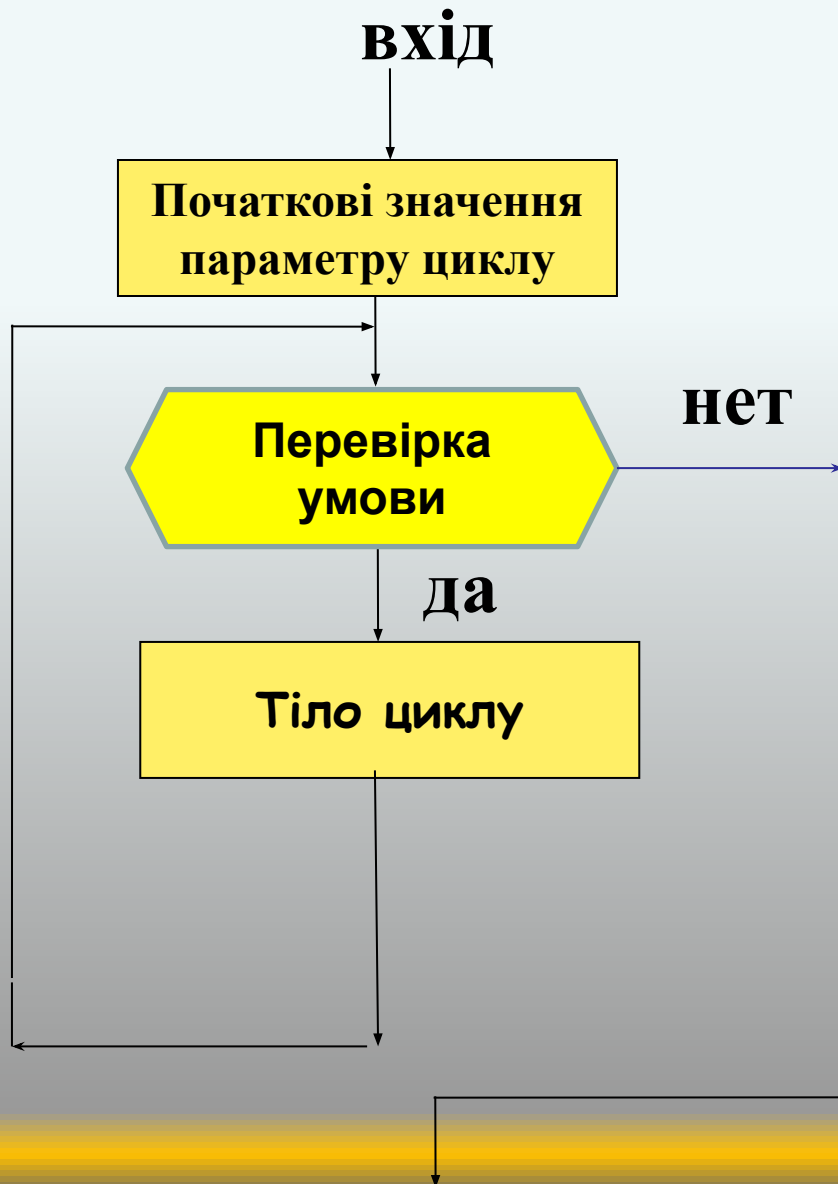 вхід
Початкові значення
параметру циклу
нет
Перевірка
умови
да
Тіло циклу